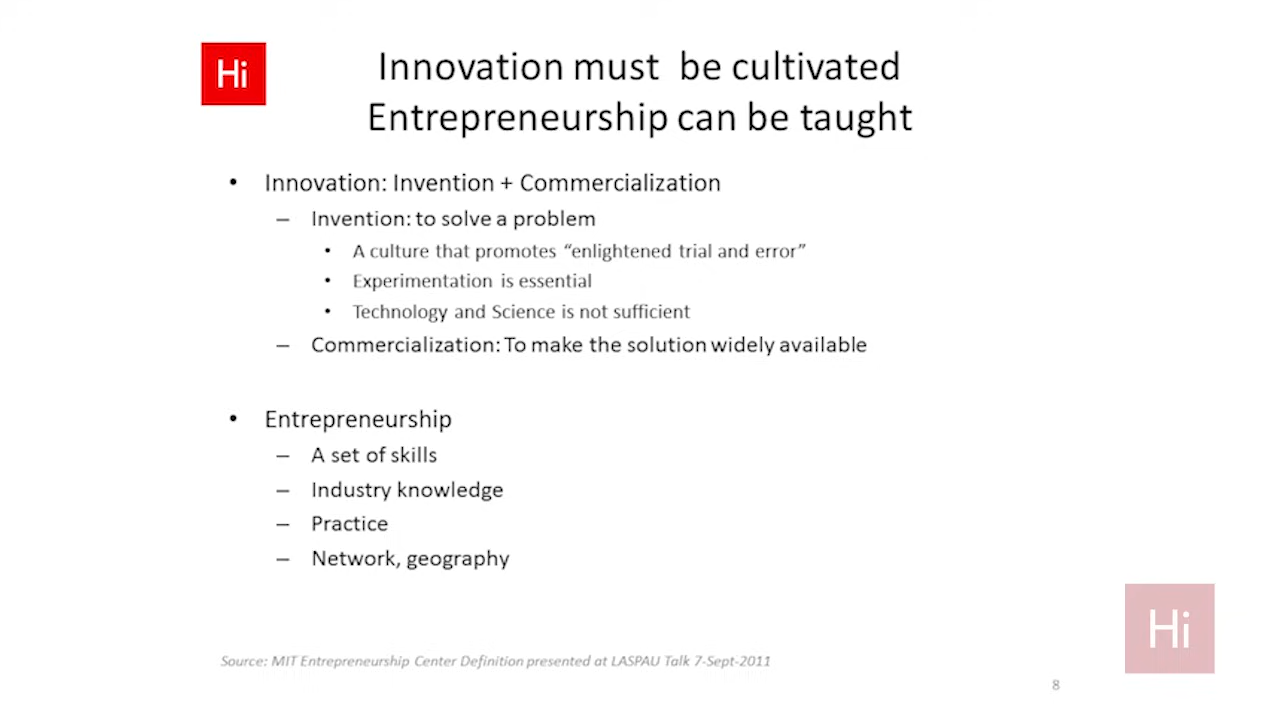 Hi
Innovation must be cultivated
Entrepreneurship can be taught
• Innovation: Invention + Commercialization
– Invention: to solve a problem
• A culture that promotes “enlightened trial and error”
• Experimentation is essential
• Technology and Science is not sufficient
– Commercialization: To make the solution widely available
• Entrepreneurship
– A set of skills
– Industry knowledge
– Practice
– Network, geography
Hi
Source: MIT Entrepreneurship Center Definition presented at LASPAU Talk 7-Sept-2011
8